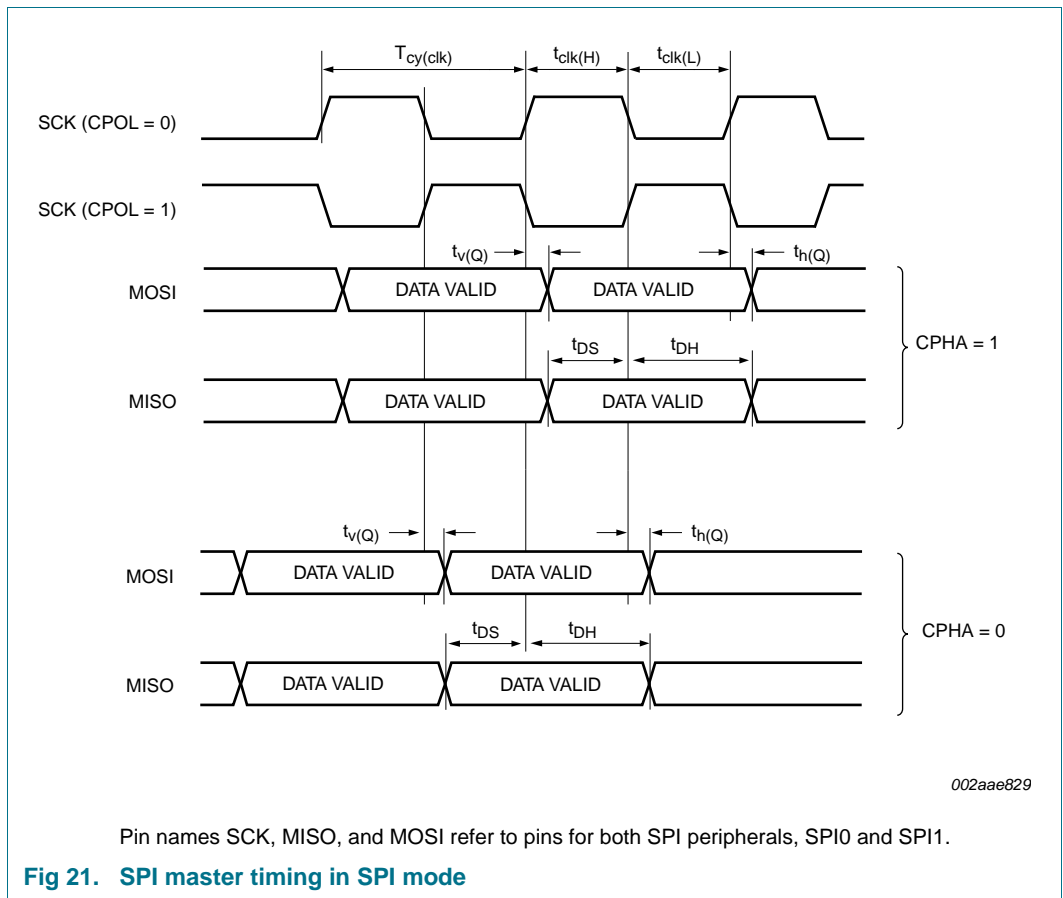 Tcy(clk) tclk(H) tclk(L)
SCK (CPOL = 0)
SCK (CPOL = 1)
tv(Q) th(Q)
MOSI DATA VALID DATA VALID
CPHA = 1
tDS tDH
MISO DATA VALID DATA VALID
tv(Q) th(Q)
MOSI DATA VALID DATA VALID
CPHA = 0
tDS tDH
MISO DATA VALID DATA VALID
002aae829
Pin names SCK, MISO, and MOSI refer to pins for both SPI peripherals, SPI0 and SPI1.
Fig 21. SPI master timing in SPI mode